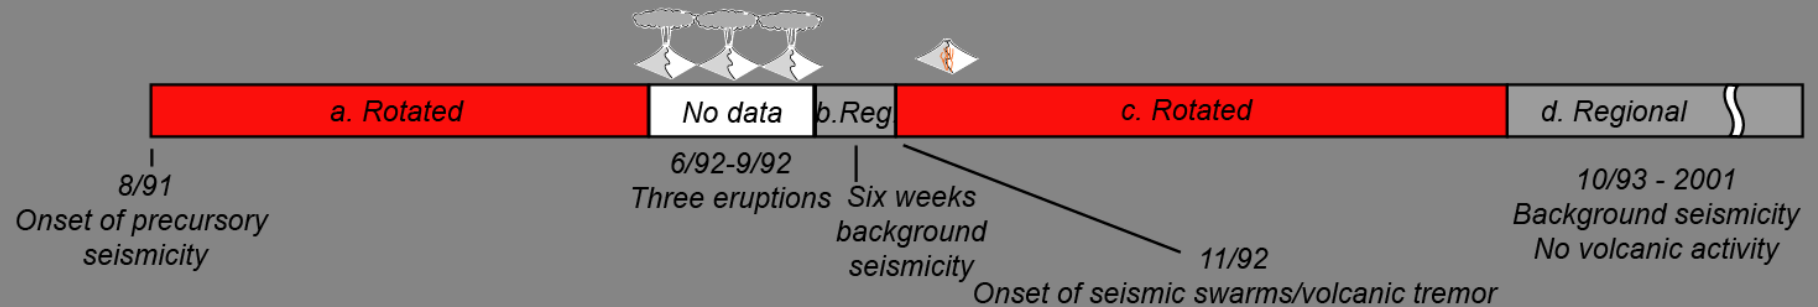 a. Rotated
No data
b.Reg.
c. Rotated
d. Regional
8/91
Onset of precursory
seismicity
6/92-9/92
Three eruptions
Six weeks
background
seismicity
11/92
Onset of seismic swarms/volcanic tremor
10/93 - 2001
Background seismicity
No volcanic activity